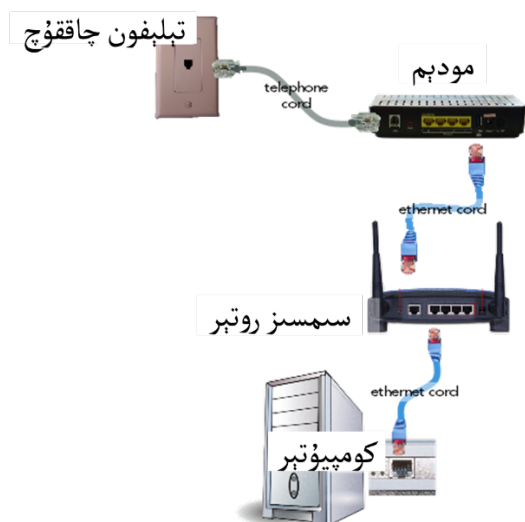 تېلېفون چاققۇچ
مودېم
telephone
cord
ethernet cord
سىمسىز روتېر
ethernet cord
كومپيۇتېر